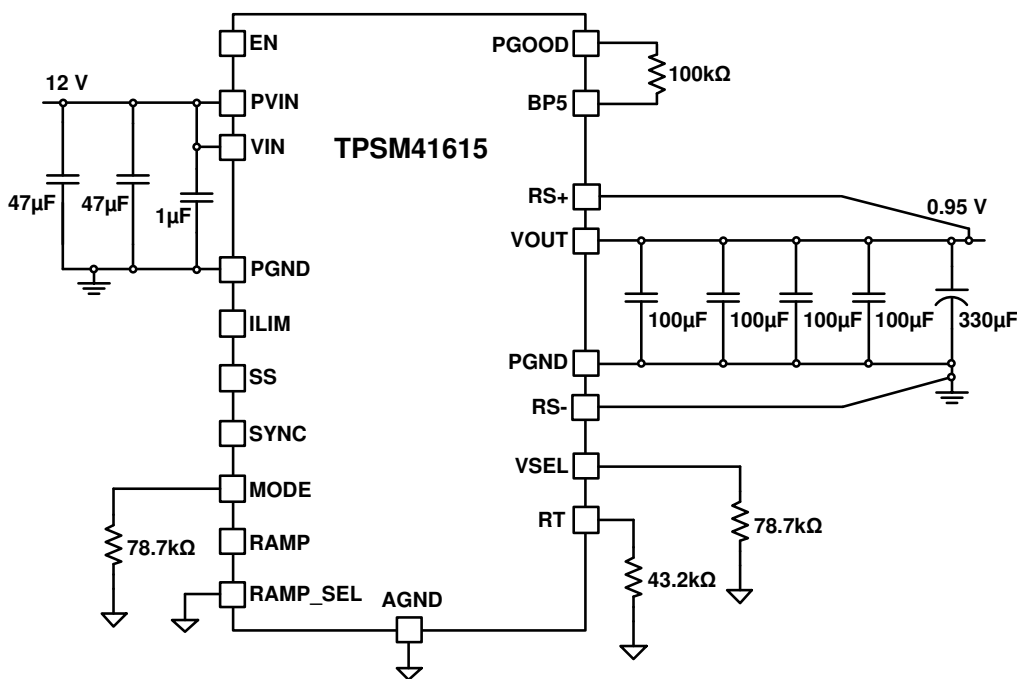 EN
PGOOD
100kΩ
12 V
PVIN
BP5
VIN
TPSM41615
47µF
47µF
1µF
RS+
0.95 V
VOUT
PGND
100µF
100µF
100µF
100µF
330µF
ILIM
PGND
SS
RS-
SYNC
VSEL
MODE
RT
78.7kΩ
78.7kΩ
RAMP
43.2kΩ
RAMP_SEL
AGND